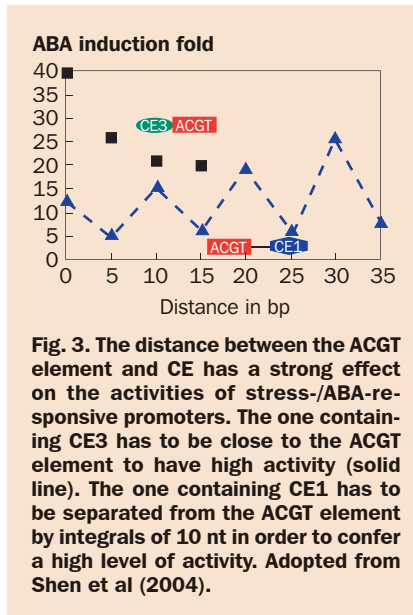 ABA induction fold
40
35
30
25
20
15
10
5
0
CE3 ACGT
ACGT CE1
0 5 10 15 20 25 30 35
Distance in bp
Fig. 3. The distance between the ACGT
element and CE has a strong effect
on the activities of stress-/ABA-re-
sponsive promoters. The one contain-
ing CE3 has to be close to the ACGT
element to have high activity (solid
line). The one containing CE1 has to
be separated from the ACGT element
by integrals of 10 nt in order to confer
a high level of activity. Adopted from
Shen et al (2004).